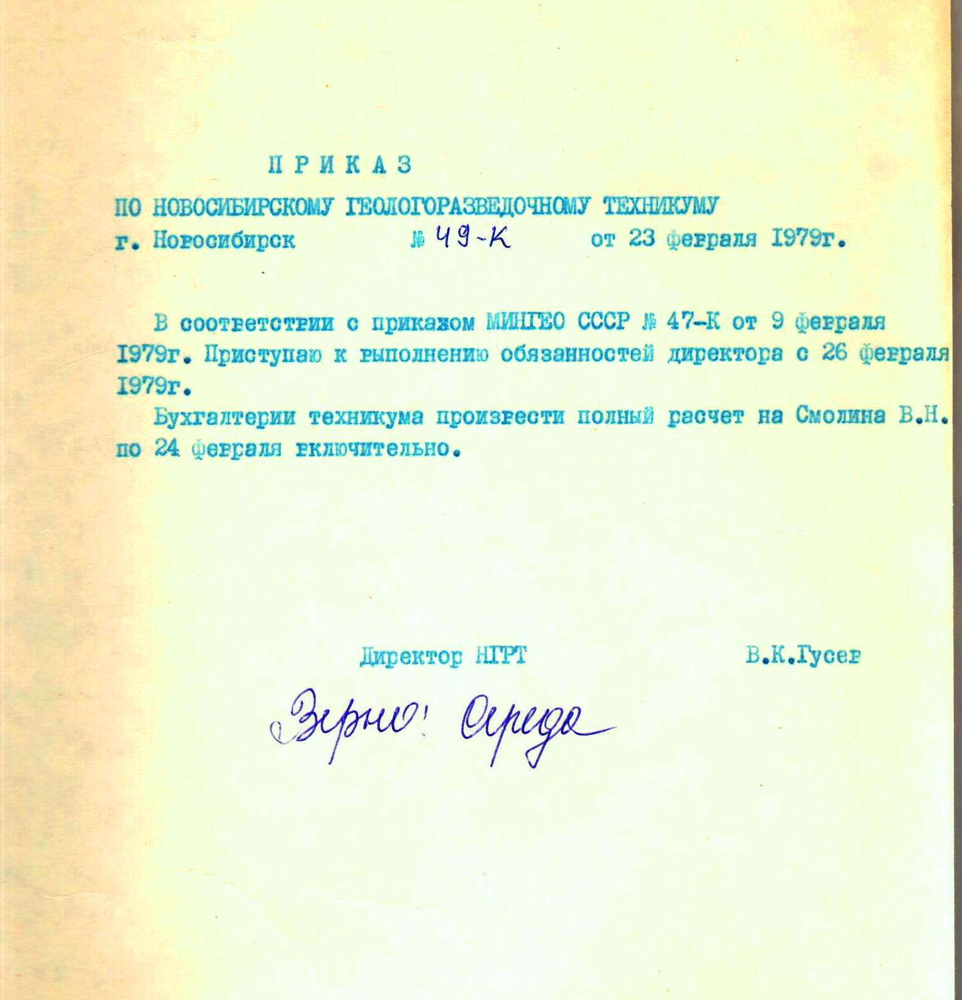 П Р И К А З
ПО НОВОСИБИРСКОМУ ГЕОЛОГОРАЗВЕДОЧНОМУ ТЕХНИКУМУ
г. Новосибирск № 49-К от 23 февраля 1979г.
В соответствии с приказом МИНГЕО СССР № 47-К от 9 февраля
1979г. Приступаю к выполнению обязанностей директора с 26 февраля
1979г.
Бухгалтерии техникума произвести полный расчет на Смолина В.Н.
по 24 февраля включительно.
Директор НГРТ В.К.Гусев
Верно: Середа